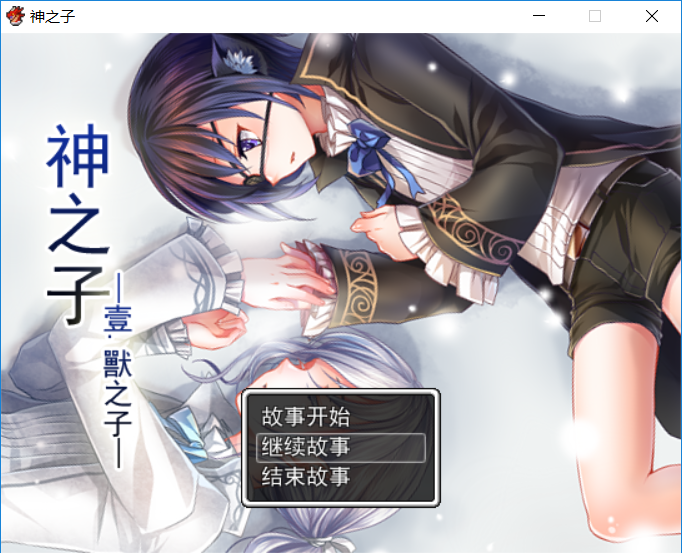 神之子
神之子
—壹·獸之子—
故事开始
继续故事
结束故事